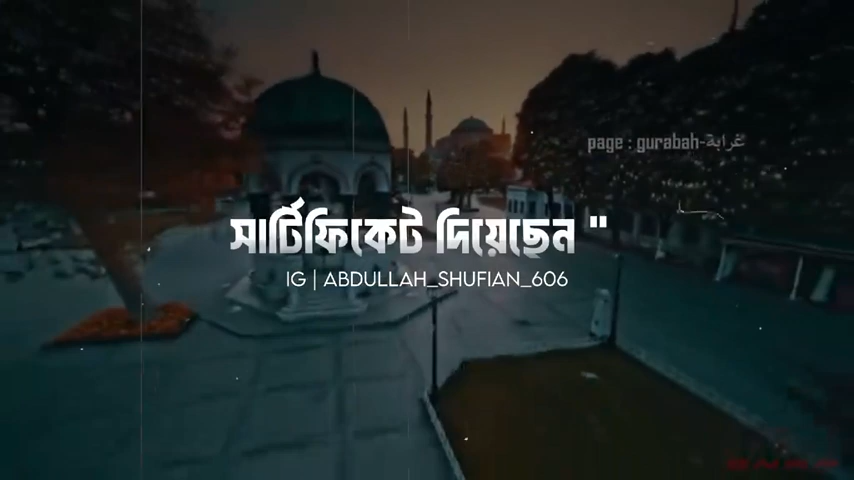 page : gurabah-غرابة
সার্টিফিকেট দিয়েছেন "
IG | ABDULLAH_SHUFIAN_606